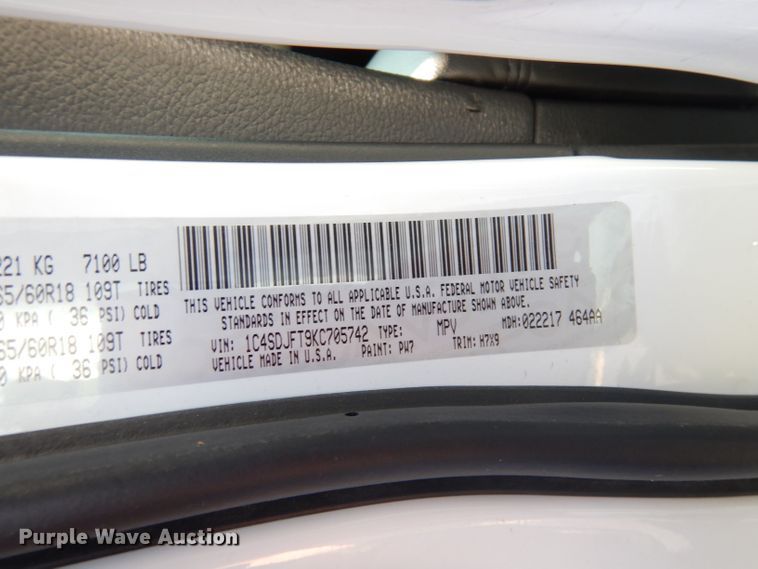 221 KG 7100 LB
65/60R18 109T TIRES
0 KPA ( 36 PSI) COLD
65/60R18 109T TIRES
0 KPA ( 36 PSI) COLD
THIS VEHICLE CONFORMS TO ALL APPLICABLE U.S.A. FEDERAL MOTOR VEHICLE SAFETY
STANDARDS IN EFFECT ON THE DATE OF MANUFACTURE SHOWN ABOVE.
VIN: 1C4SDJFT9KC705742 TYPE: MPV MDH: 022217 464AA
VEHICLE MADE IN U.S.A. PAINT: PW7 TRIM: H7X9
Purple Wave Auction